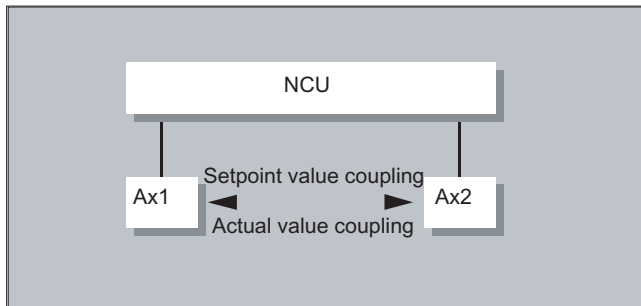 NCU
Setpoint value coupling
Ax1
Ax2
Actual value coupling